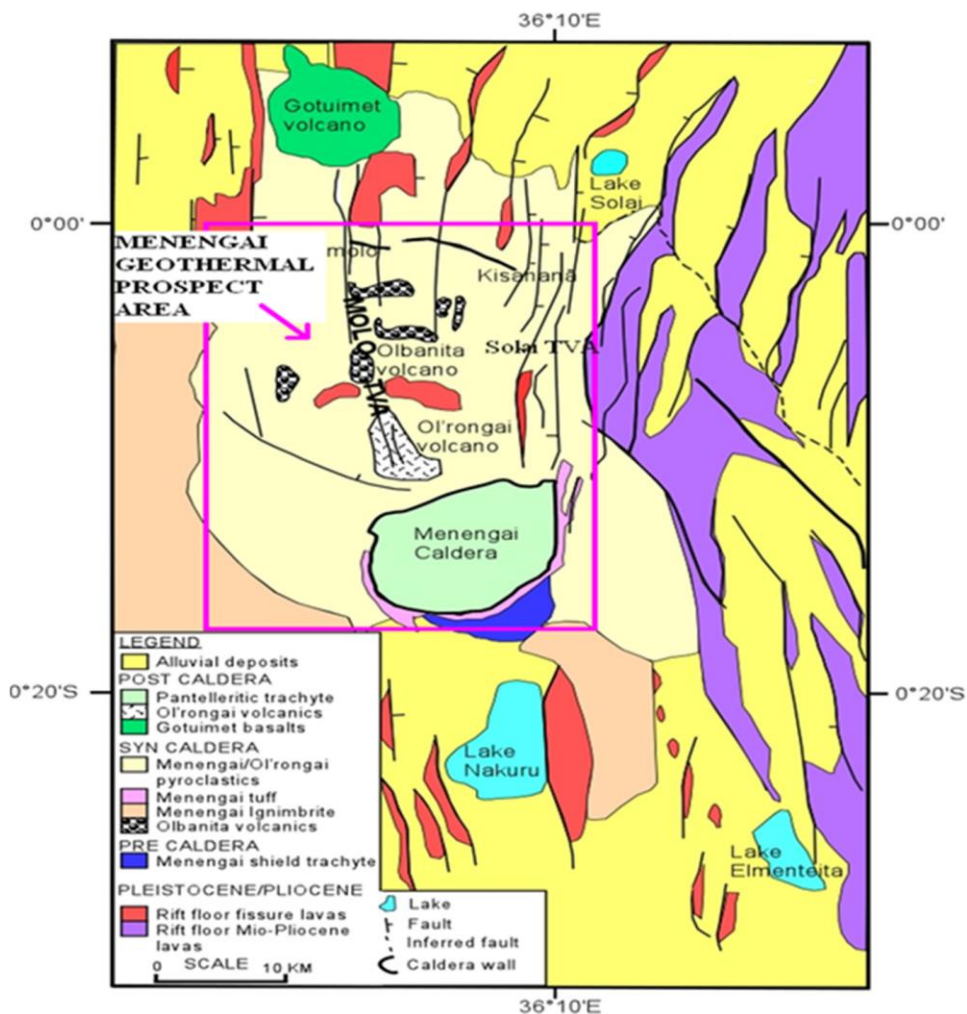 36°10'E
Gotuimet
volcano
Lake
Solai
0°00'
0°00'
MENENGAI
GEOTHERMAL
PROSPECT
AREA
molo
Kisanana
MOLO TVA
Solai TVA
Olbanita
volcano
Ol'rongai
volcano
Menengai
Caldera
LEGEND
Alluvial deposits
POST CALDERA
Pantelleritic trachyte
Ol'rongai volcanics
Gotuimet basalts
SYN CALDERA
Menengai/Ol'rongai
pyroclastics
Menengai tuff
Menengai Ignimbrite
Olbanita volcanics
PRE CALDERA
Menengai shield trachyte
PLEISTOCENE/PLIOCENE
Rift floor fissure lavas
Rift floor Mio-Pliocene
lavas
0 SCALE 10 KM
0°20'S
0°20'S
Lake
Nakuru
Lake
Elmenteita
Lake
Fault
Inferred fault
Caldera wall
36°10'E